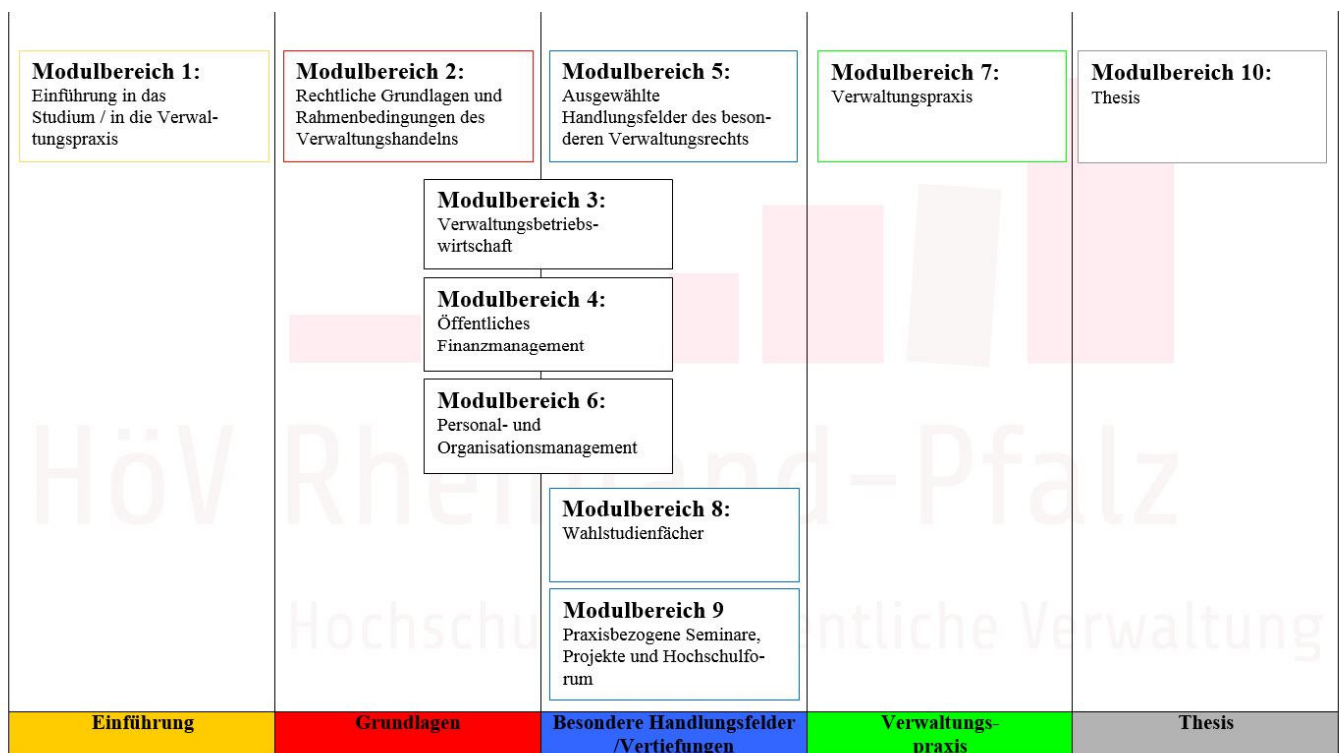 Modulbereich 1:
Einführung in das
Studium / in die Verwal-
tungspraxis
Modulbereich 2:
Rechtliche Grundlagen und
Rahmenbedingungen des
Verwaltungshandelns
Modulbereich 5:
Ausgewählte
Handlungsfelder des beson-
deren Verwaltungsrechts
Modulbereich 7:
Verwaltungspraxis
Modulbereich 10:
Thesis
Modulbereich 3:
Verwaltungsbetriebs-
wirtschaft
Modulbereich 4:
Öffentliches
Finanzmanagement
Modulbereich 6:
Personal- und
Organisationsmanagement
Modulbereich 8:
Wahlstudienfächer
Modulbereich 9
Praxisbezogene Seminare,
Projekte und Hochschulfo-
rum
HöV Rheinland-Pfalz
Hochschu ntliche Verwaltung
Einführung
Grundlagen
Besondere Handlungsfelder
/Vertiefungen
Verwaltungs-
praxis
Thesis